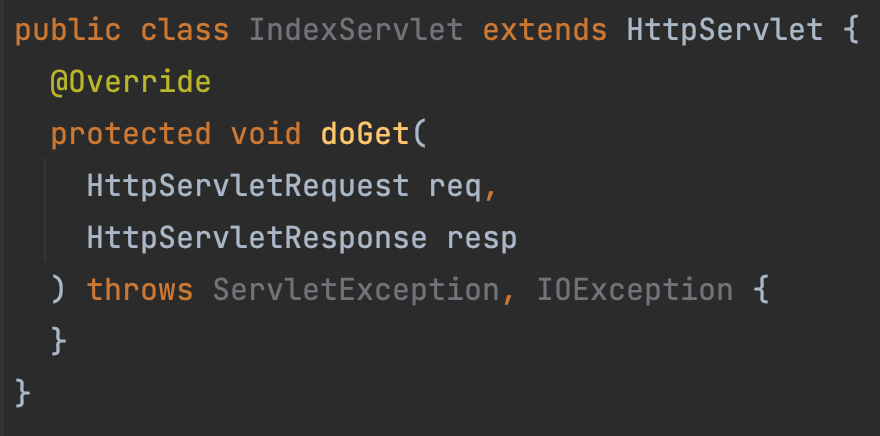 public class IndexServlet extends HttpServlet {
@Override
protected void doGet(
HttpServletRequest req,
HttpServletResponse resp
) throws ServletException, IOException {
}
}